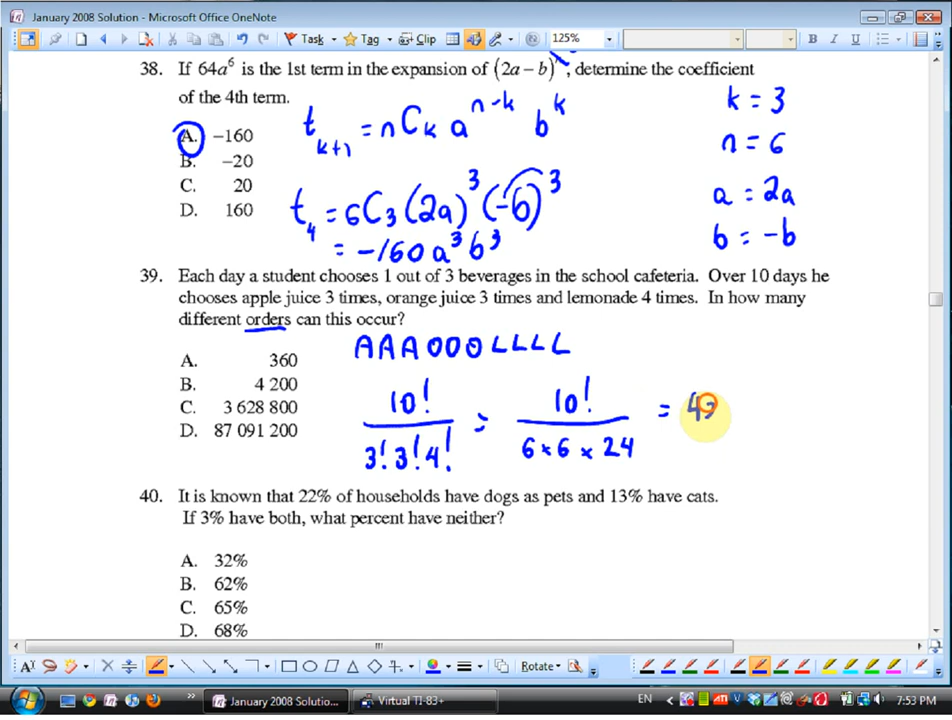 January 2008 Solution - Microsoft Office OneNote
Task Tag Clip 125% B I U
38. If 64a⁶ is the 1st term in the expansion of (2a – b) , determine the coefficient
of the 4th term.
k = 3
A. –160
t k+1 = nCk a^n-k b^k
n = 6
B. –20
C. 20
a = 2a
D. 160
t4 = 6C3 (2a)³ (-b)³
b = -b
= -160a³b³
39. Each day a student chooses 1 out of 3 beverages in the school cafeteria. Over 10 days he
chooses apple juice 3 times, orange juice 3 times and lemonade 4 times. In how many
different orders can this occur?
AAAOOOLLLL
A. 360
B. 4 200
C. 3 628 800
D. 87 091 200
10! / 3!3!4! = 10! / 6×6×24 = 42
40. It is known that 22% of households have dogs as pets and 13% have cats.
If 3% have both, what percent have neither?
A. 32%
B. 62%
C. 65%
D. 68%
Rotate
January 2008 Solutio... Virtual TI-83+ EN 7:53 PM